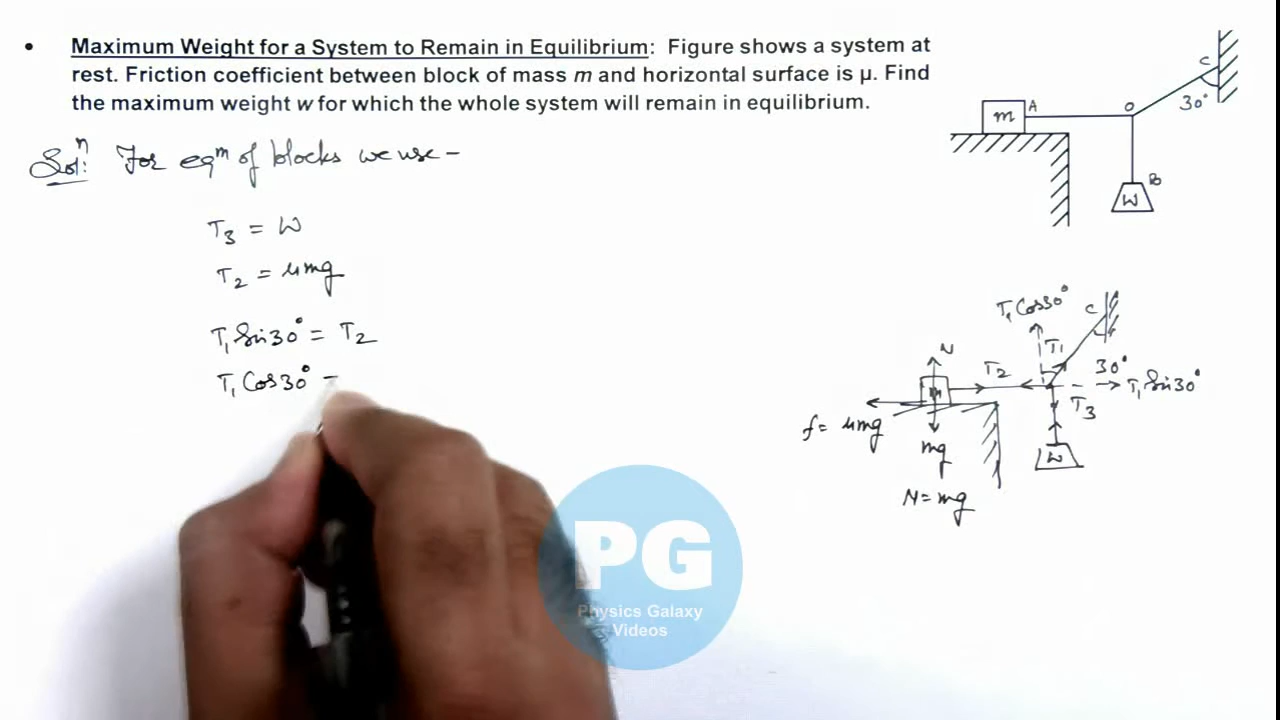 • Maximum Weight for a System to Remain in Equilibrium: Figure shows a system at
rest. Friction coefficient between block of mass m and horizontal surface is µ. Find
the maximum weight w for which the whole system will remain in equilibrium.
Solⁿ: For eqᵐ of blocks we use –
T₃ = W
T₂ = μmg
T₁ Sin30° = T₂
T₁ Cos30° =
m
A
O
C
30°
B
W
T₁ Cos30°
C
N
T₂
T₁
30°
T₁ Sin30°
m
T₃
f = μmg
mg
W
N = mg
PG
Physics Galaxy
Videos